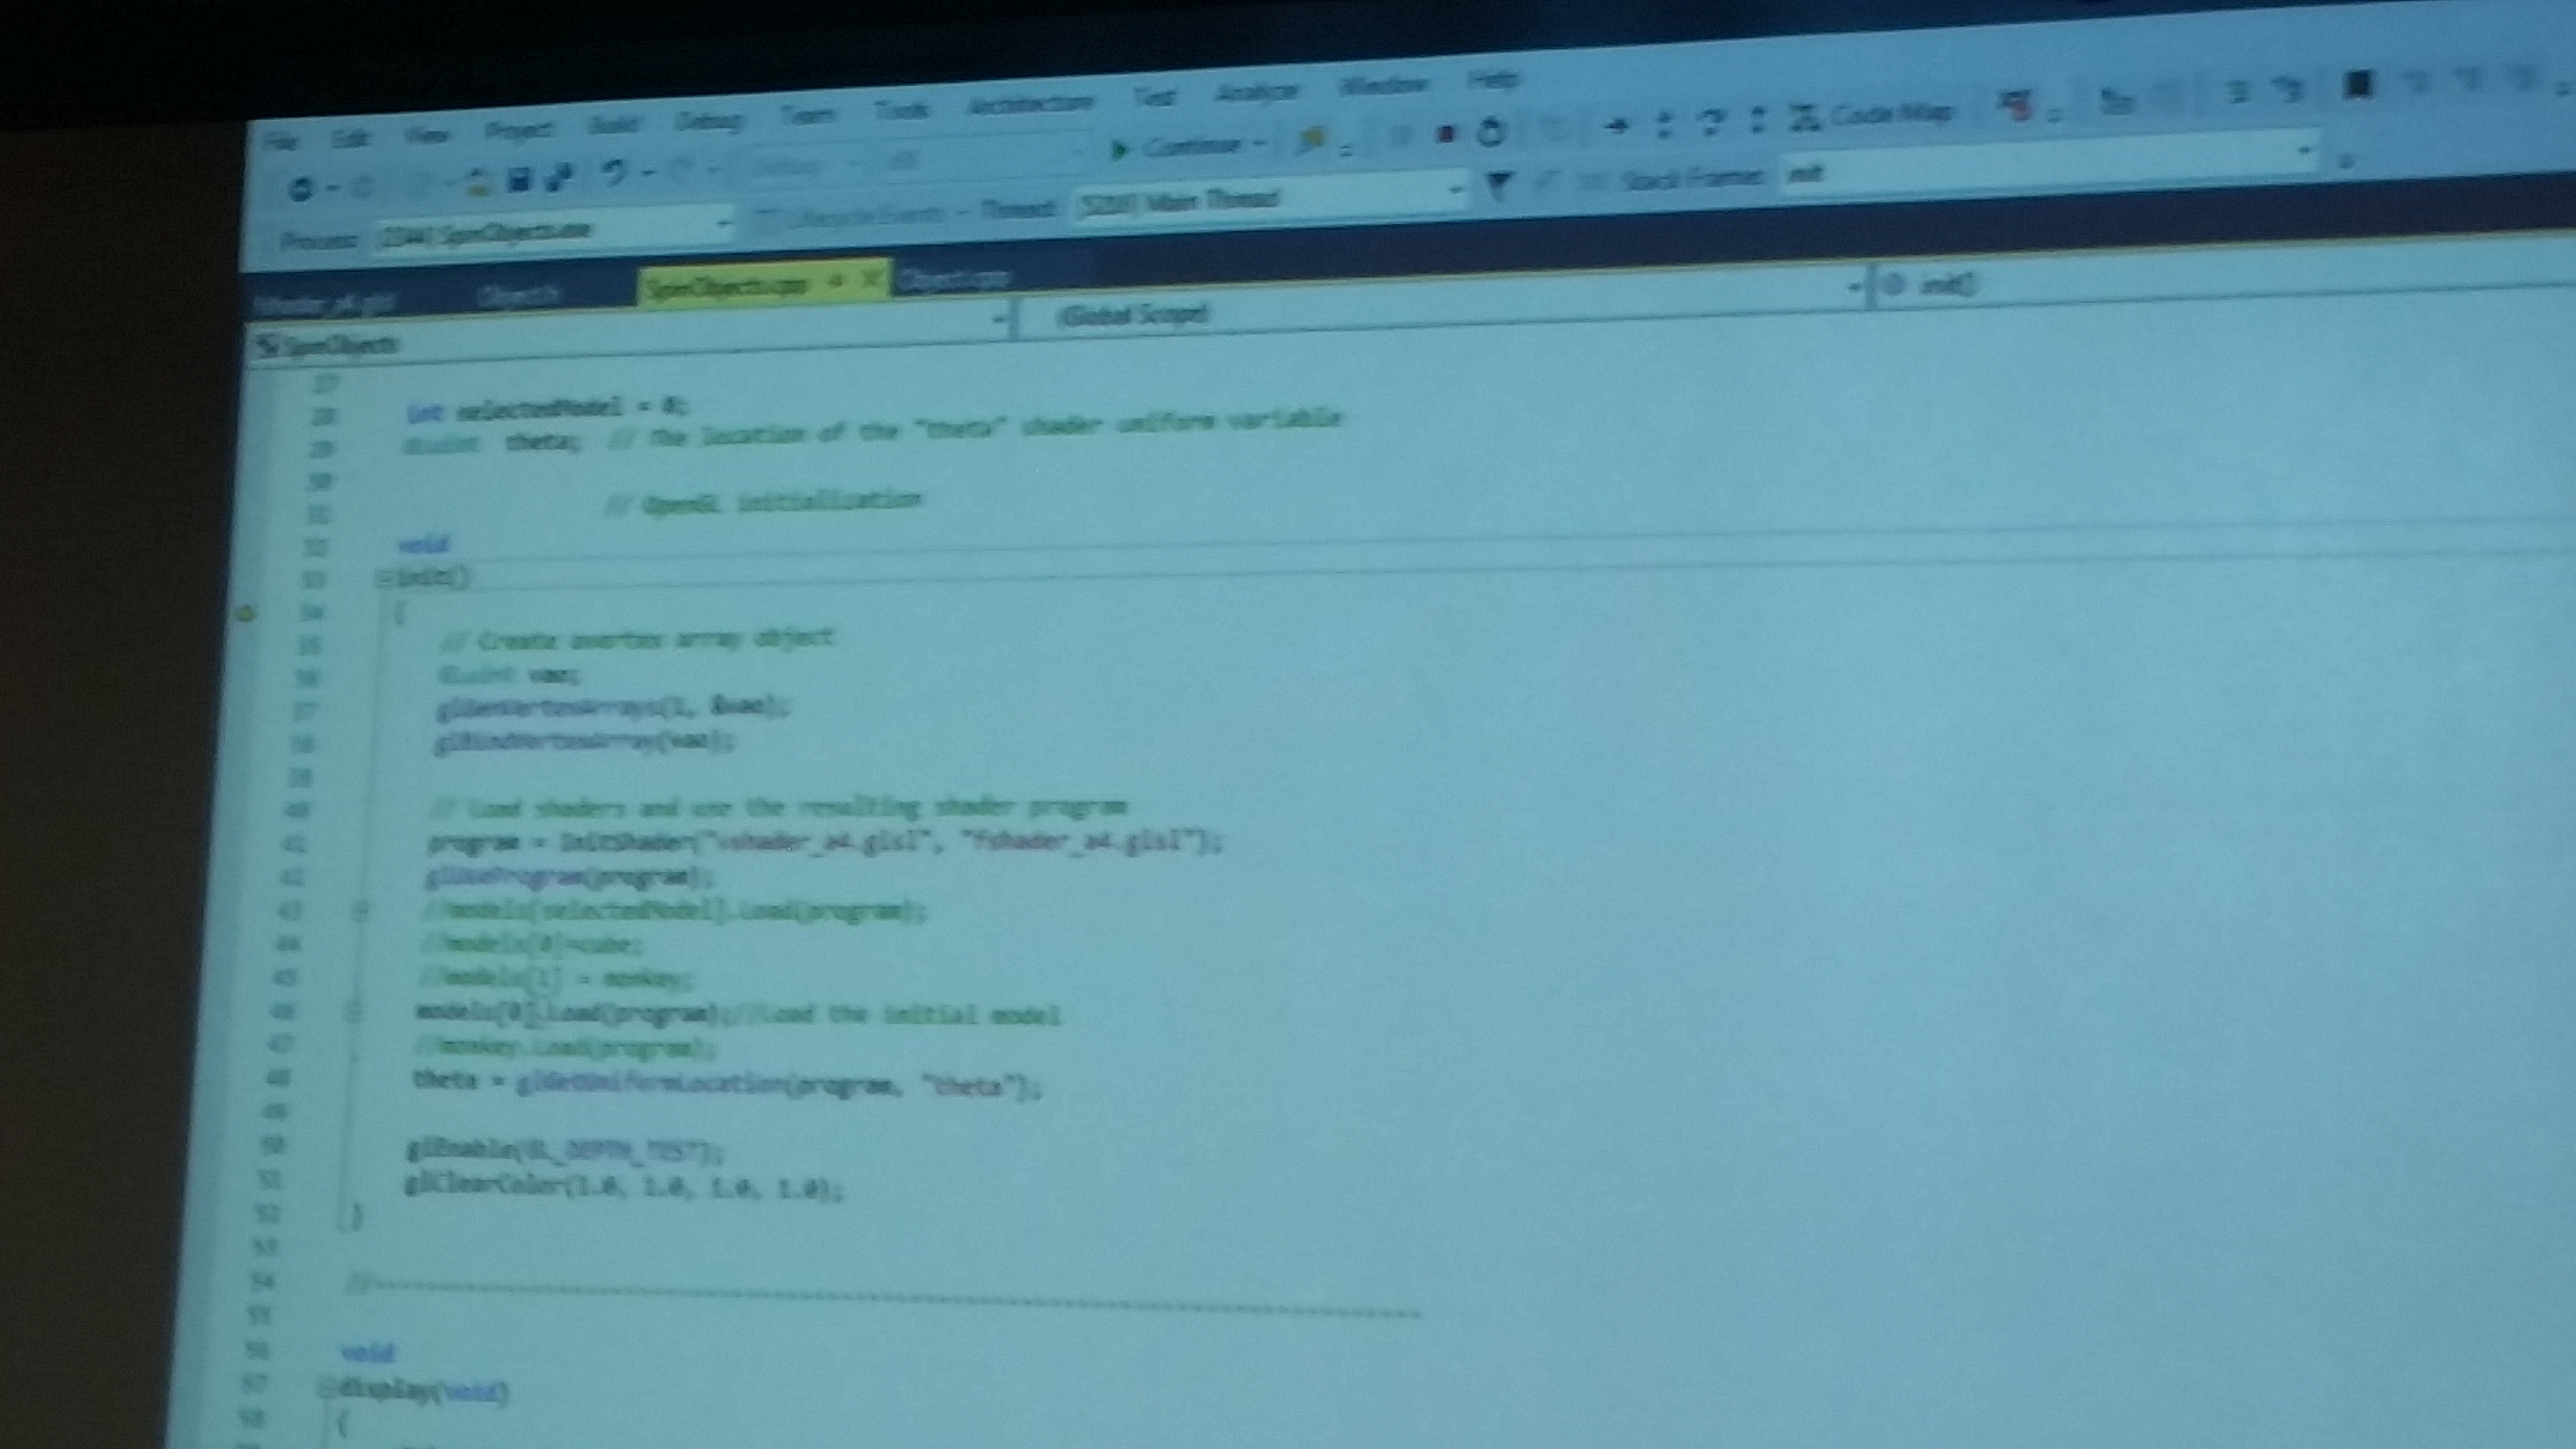 File Edit View Project Build Debug Team Tools Architecture Test Analyze Window Help
Debug Continue Code Map
Process: SpinObjects.exe Lifecycle Events Thread: Main Thread Stack Frame: init
fshader_a4.glsl Object.h SpinObjects.cpp Object.cpp
SpinObjects (Global Scope) init()
27
28 int selectedModel = 0;
29 GLuint theta; // The location of the "theta" shader uniform variable
30
31 // OpenGL initialization
32 void
33 init()
34 {
35 // Create avertex array object
36 GLuint vao;
37 glGenVertexArrays(1, &vao);
38 glBindVertexArray(vao);
39
40 // Load shaders and use the resulting shader program
41 program = InitShader("vshader_a4.glsl", "fshader_a4.glsl");
42 glUseProgram(program);
43 //models[selectedModel].Load(program);
44 //models[0]=cube;
45 //models[1] = monkey;
46 models[0].Load(program);//load the initial model
47 //monkey.Load(program);
48 theta = glGetUniformLocation(program, "theta");
49
50 glEnable(GL_DEPTH_TEST);
51 glClearColor(1.0, 1.0, 1.0, 1.0);
52 }
53
54 //----------------------------------------------------------------------------
55
56 void
57 display(void)
58 {